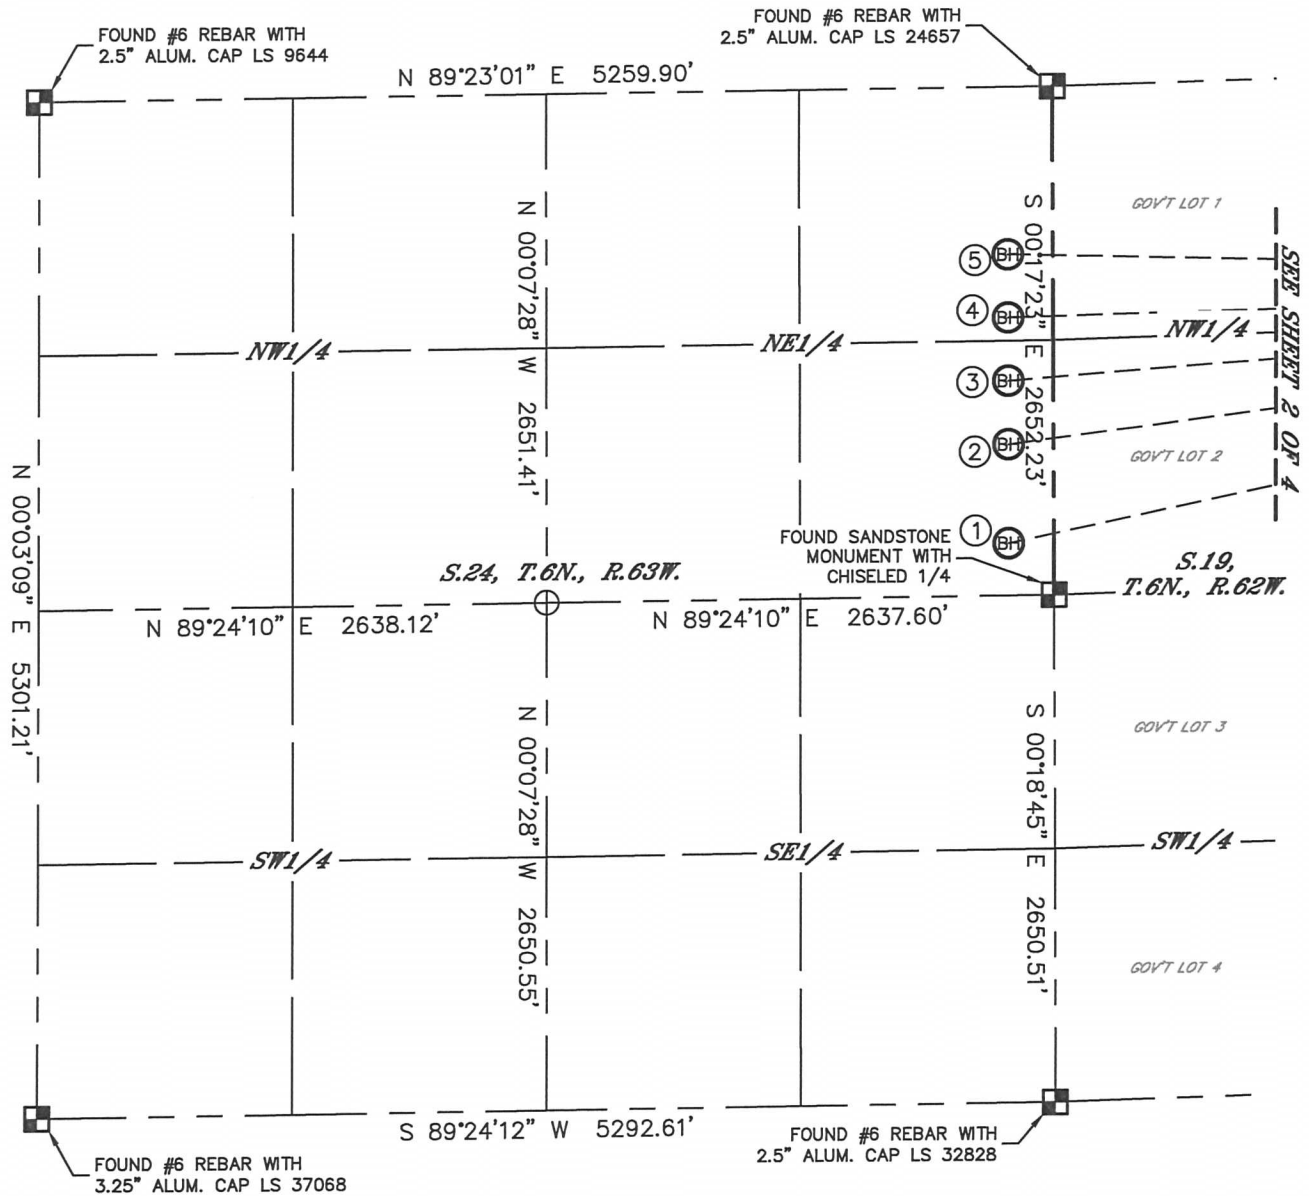 FOUND #6 REBAR WITH
2.5" ALUM. CAP LS 9644
FOUND #6 REBAR WITH
2.5" ALUM. CAP LS 24657
N 89°23'01" E 5259.90'
GOV'T LOT 1
N 00°07'28" W 2651.41'
S 00°17'23" E 2652.23'
5 BH
4 BH
3 BH
2 BH
1 BH
NW1/4
NE1/4
NW1/4
SEE SHEET 2 OF 4
GOV'T LOT 2
N 00°03'09" E 5301.21'
FOUND SANDSTONE
MONUMENT WITH
CHISELED 1/4
S.24, T.6N., R.63W.
S.19,
T.6N., R.62W.
N 89°24'10" E 2638.12'
N 89°24'10" E 2637.60'
GOV'T LOT 3
N 00°07'28" W 2650.55'
S 00°18'45" E 2650.51'
SW1/4
SE1/4
SW1/4
GOV'T LOT 4
S 89°24'12" W 5292.61'
FOUND #6 REBAR WITH
3.25" ALUM. CAP LS 37068
FOUND #6 REBAR WITH
2.5" ALUM. CAP LS 32828